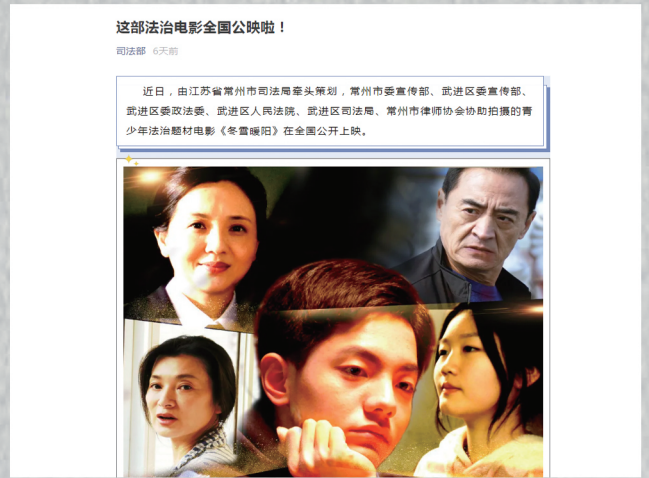 这部法治电影全国公映啦！
司法部 6天前
近日，由江苏省常州市司法局牵头策划，常州市委宣传部、武进区委宣传部、
武进区委政法委、武进区人民法院、武进区司法局、常州市律师协会协助拍摄的青
少年法治题材电影《冬雪暖阳》在全国公开上映。